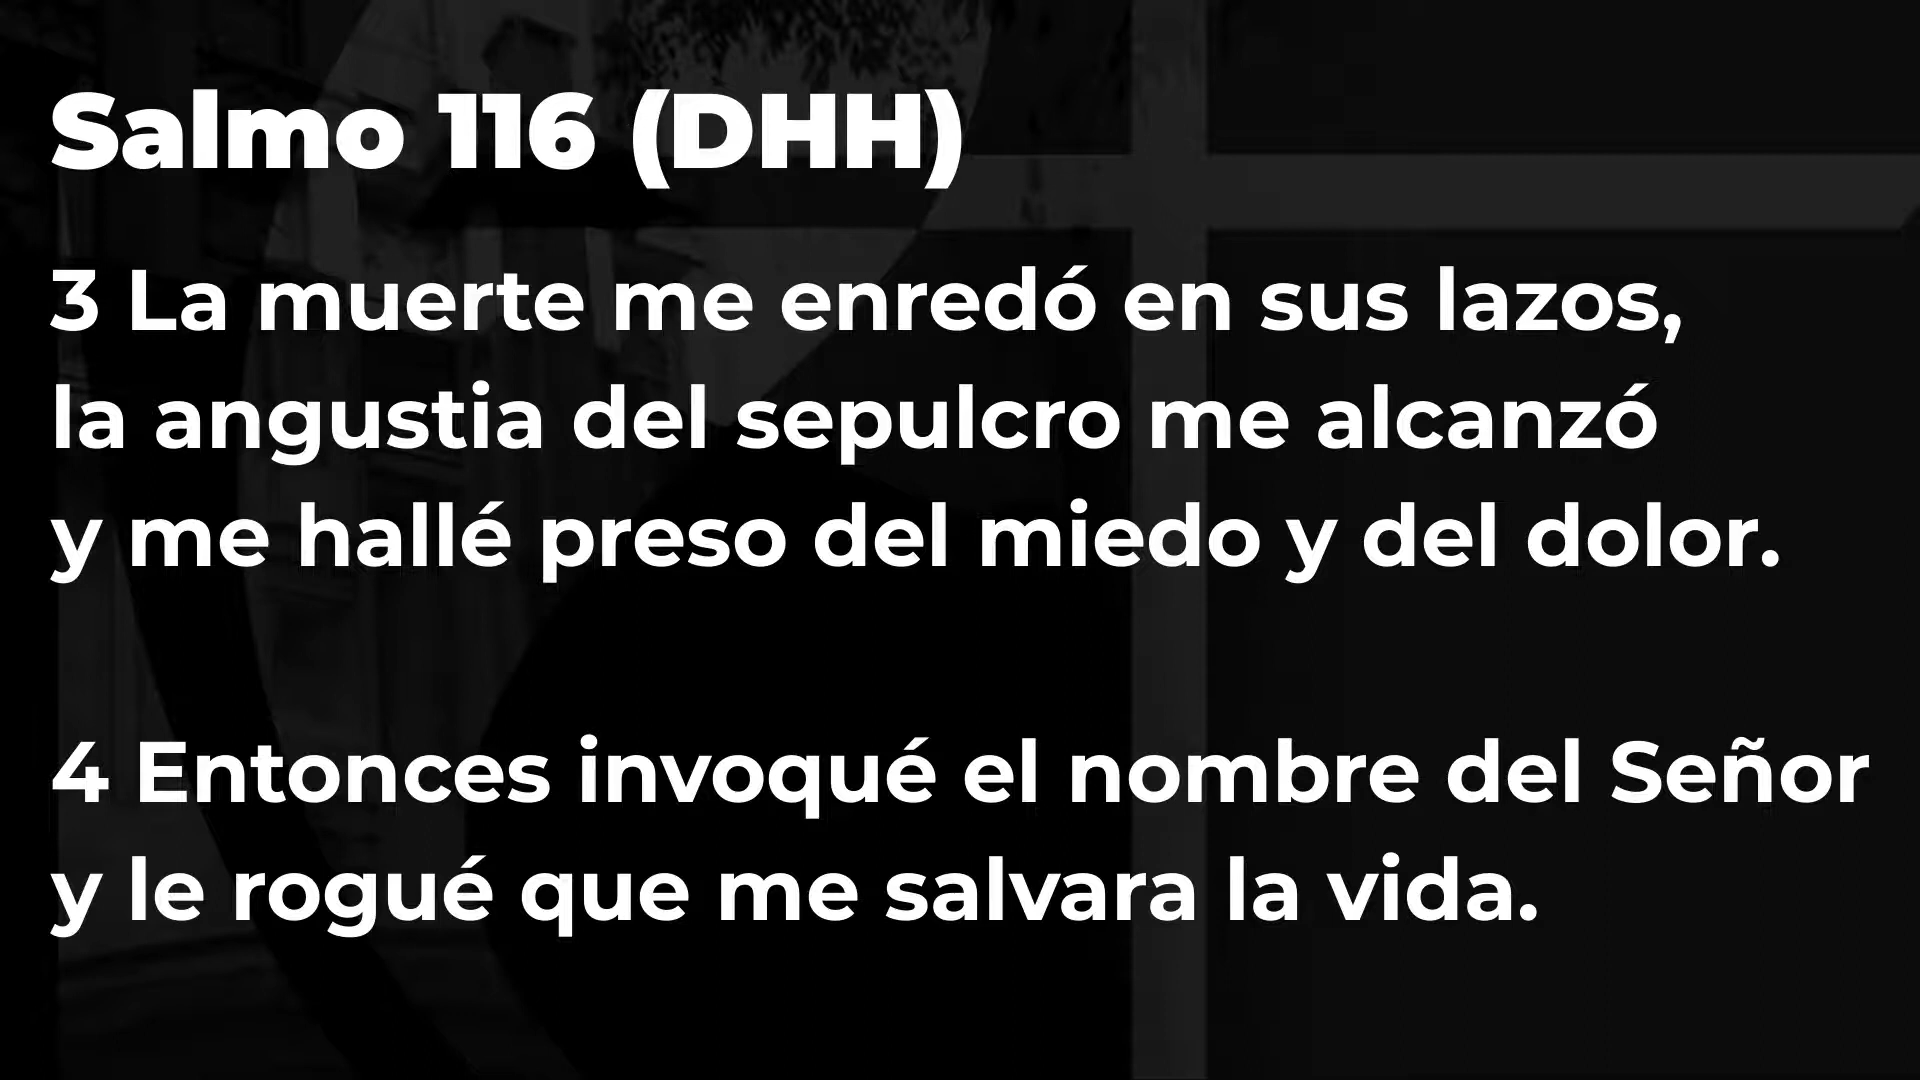 Salmo 116 (DHH)
3 La muerte me enredó en sus lazos,
la angustia del sepulcro me alcanzó
y me hallé preso del miedo y del dolor.
4 Entonces invoqué el nombre del Señor
y le rogué que me salvara la vida.